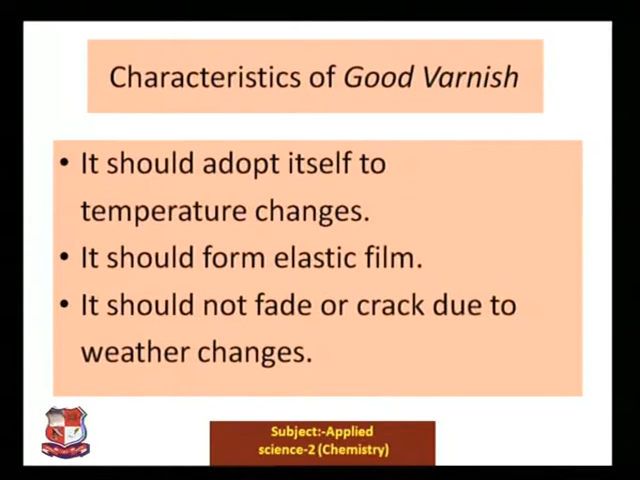 Characteristics of Good Varnish
• It should adopt itself to
temperature changes.
• It should form elastic film.
• It should not fade or crack due to
weather changes.
Subject:-Applied
science-2 (Chemistry)